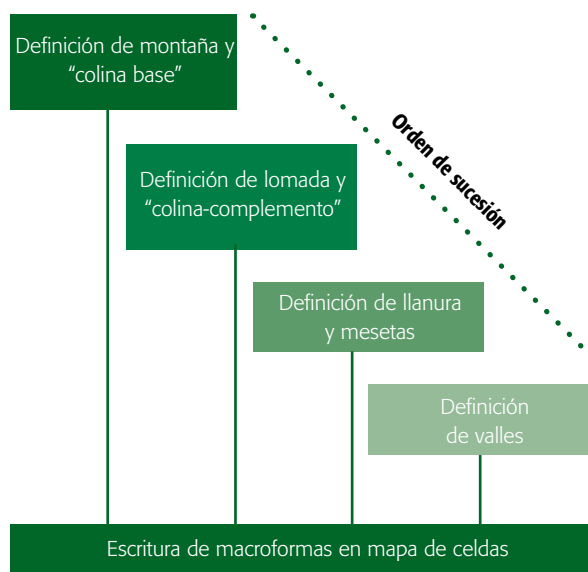 Definición de montaña y
“colina base”
Orden de sucesión
Definición de lomada y
“colina-complemento”
Definición de llanura
y mesetas
Definición
de valles
Escritura de macroformas en mapa de celdas